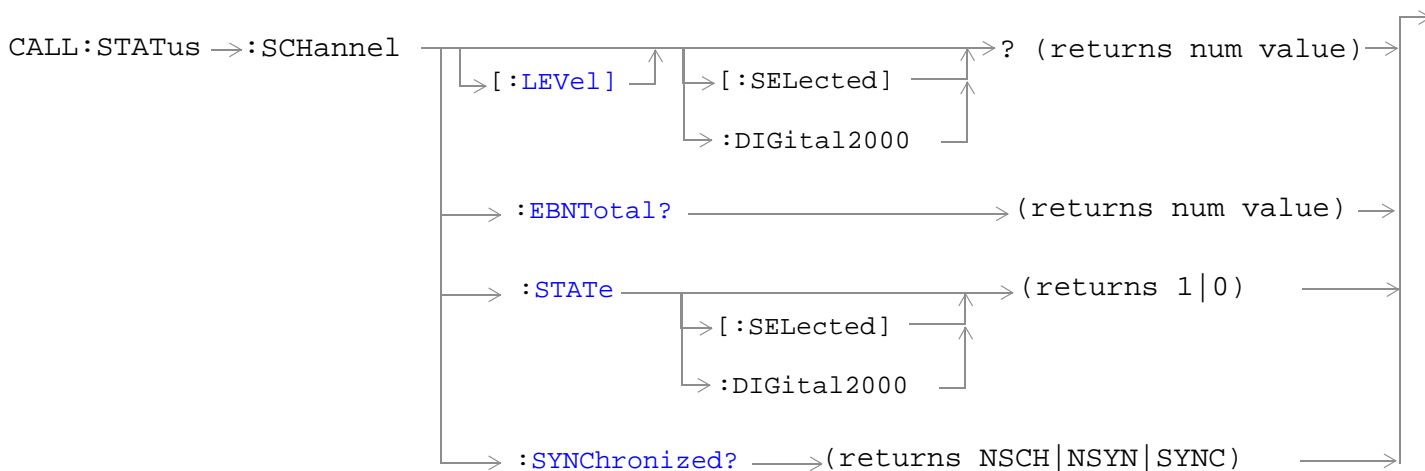 CALL:STATus :SCHannel ? (returns num value)
[:LEVel] [:SELected]
:DIGital2000
:EBNTotal? (returns num value)
:STATe (returns 1|0)
[:SELected]
:DIGital2000
:SYNChronized? (returns NSCH|NSYN|SYNC)